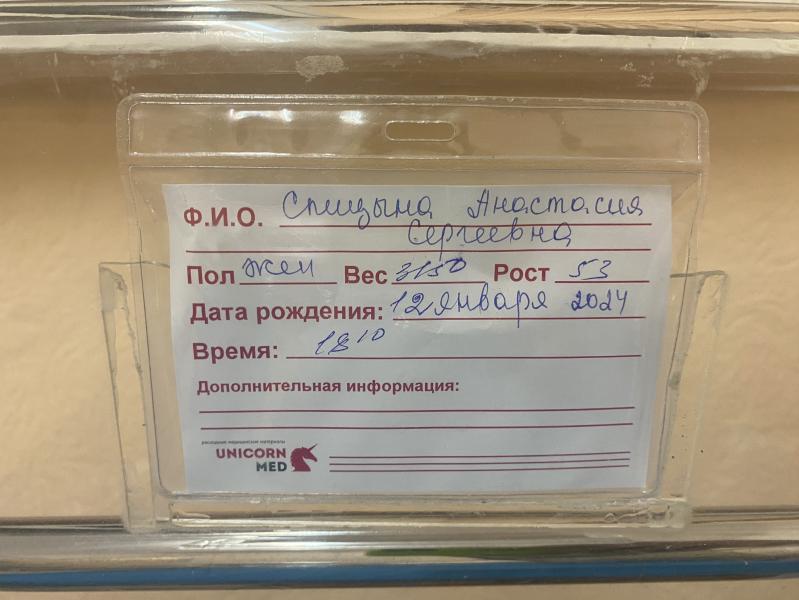 Ф.И.О. Спицына Анастасия
Сергеевна
Пол жен Вес 3150 Рост 53
Дата рождения: 12 января 2024
Время: 18 10
Дополнительная информация:
расходные медицинские материалы
UNICORN
MED